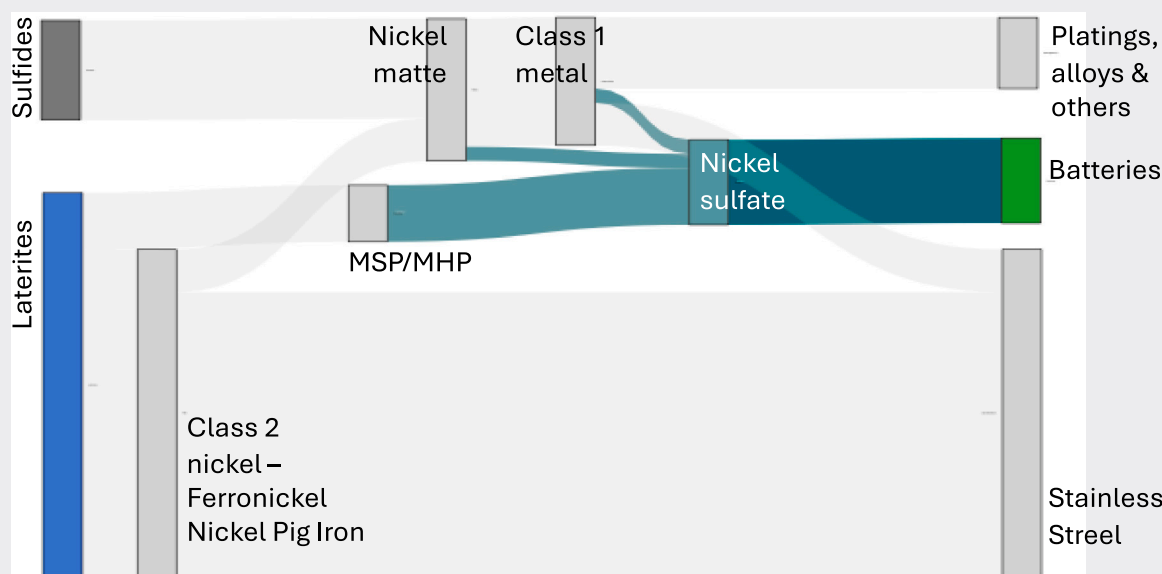 Sulfides
Nickel
matte
Class 1
metal
Platings,
alloys &
others
Nickel
sulfate
Batteries
Laterites
MSP/MHP
Class 2
nickel –
Ferronickel
Nickel Pig Iron
Stainless
Streel